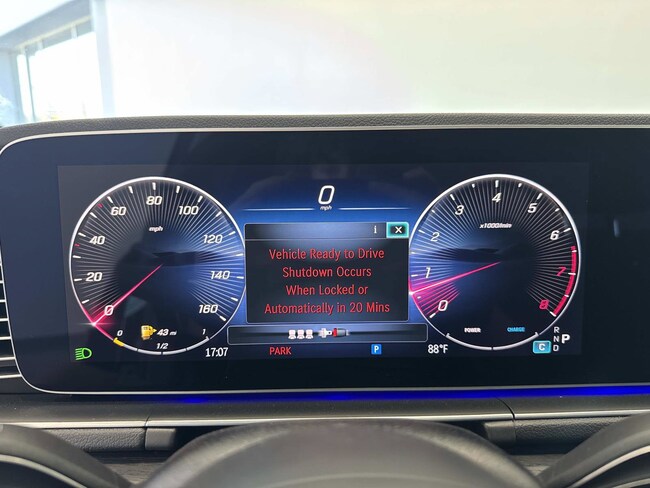 0
mph
i X
Vehicle Ready to Drive
Shutdown Occurs
When Locked or
Automatically in 20 Mins
0 20 40 60 80 100 120 140 160
mph
0 1/2 1
43 mi
17:07
PARK
P
88°F
0 1 2 3 4 5 6 7 8
x1000/min
POWER CHARGE
C
R
N P
D